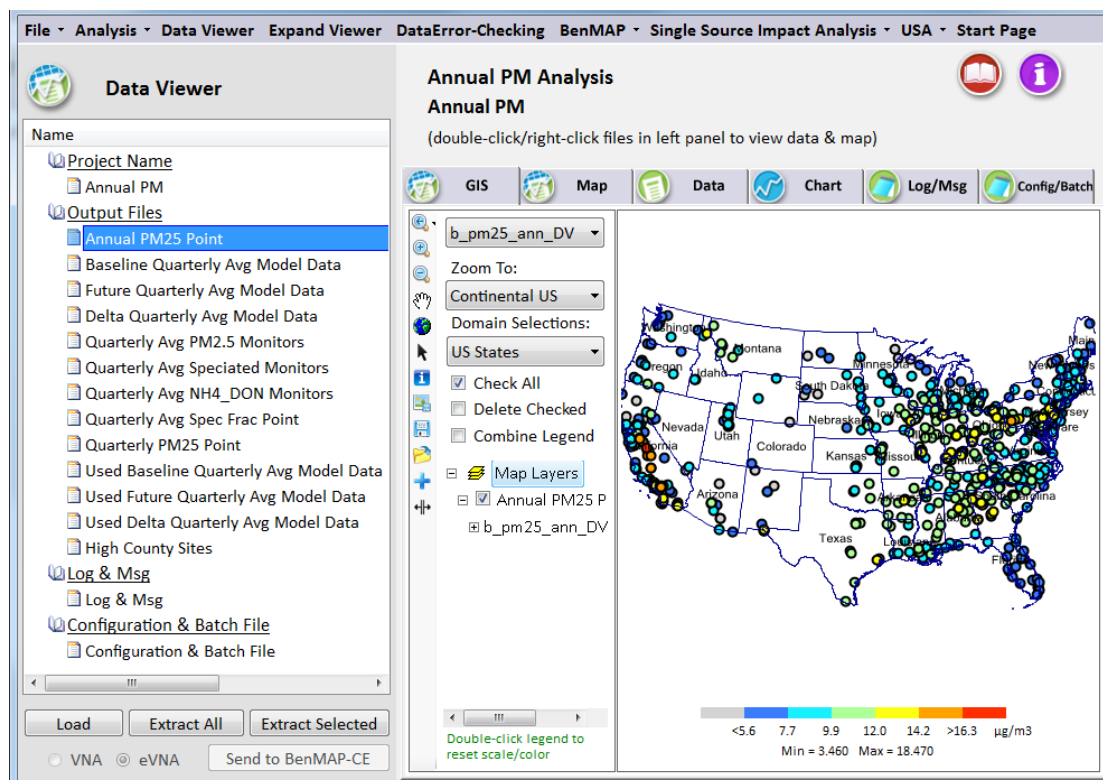 File Analysis Data Viewer Expand Viewer DataError-Checking BenMAP Single Source Impact Analysis USA Start Page
Data Viewer
Name
Project Name
Annual PM
Output Files
Annual PM25 Point
Baseline Quarterly Avg Model Data
Future Quarterly Avg Model Data
Delta Quarterly Avg Model Data
Quarterly Avg PM2.5 Monitors
Quarterly Avg Speciated Monitors
Quarterly Avg NH4_DON Monitors
Quarterly Avg Spec Frac Point
Quarterly PM25 Point
Used Baseline Quarterly Avg Model Data
Used Future Quarterly Avg Model Data
Used Delta Quarterly Avg Model Data
High County Sites
Log & Msg
Log & Msg
Configuration & Batch File
Configuration & Batch File
Load Extract All Extract Selected
VNA eVNA Send to BenMAP-CE
Annual PM Analysis
Annual PM
(double-click/right-click files in left panel to view data & map)
GIS Map Data Chart Log/Msg Config/Batch
b_pm25_ann_DV
Zoom To:
Continental US
Domain Selections:
US States
Check All
Delete Checked
Combine Legend
Map Layers
Annual PM25 P
b_pm25_ann_DV
Double-click legend to
reset scale/color
Washington
Montana
Main
Oregon
Idaho
Minnesota
South Dakota
Nebraska
Nevada
Utah
Colorado
Kansas
Arizona
Texas
<5.6 7.7 9.9 12.0 14.2 >16.3 µg/m3
Min = 3.460 Max = 18.470